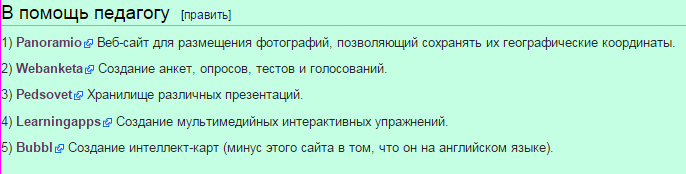 В помощь педагогу [править]
1) Panoramio Веб-сайт для размещения фотографий, позволяющий сохранять их географические координаты.
2) Webanketa Создание анкет, опросов, тестов и голосований.
3) Pedsovet Хранилище различных презентаций.
4) Learningapps Создание мультимедийных интерактивных упражнений.
5) Bubbl Создание интеллект-карт (минус этого сайта в том, что он на английском языке).